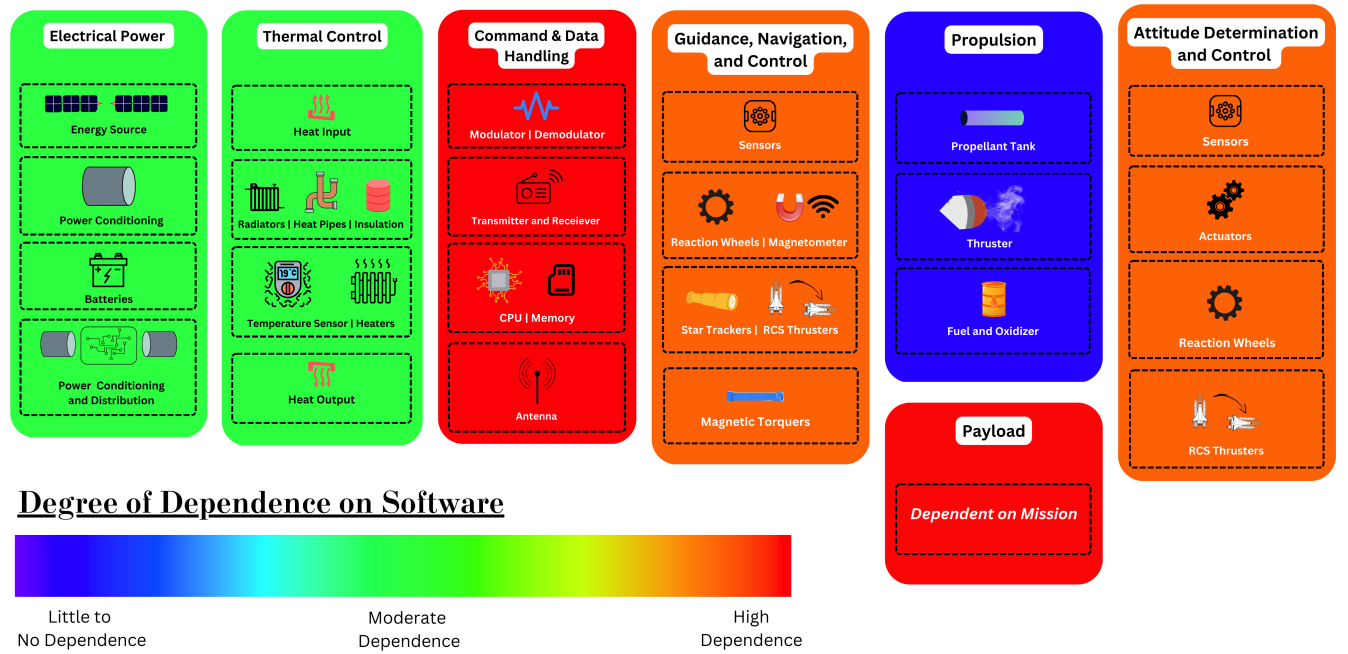 Electrical Power
Energy Source
Power Conditioning
Batteries
Power Conditioning
and Distribution
Thermal Control
Heat Input
Radiators | Heat Pipes | Insulation
19°C
Temperature Sensor | Heaters
Heat Output
Command & Data
Handling
Modulator | Demodulator
Transmitter and Receiever
CPU | Memory
Antenna
Guidance, Navigation,
and Control
Sensors
Reaction Wheels | Magnetometer
Star Trackers | RCS Thrusters
Magnetic Torquers
Propulsion
Propellant Tank
Thruster
Fuel and Oxidizer
Payload
Dependent on Mission
Attitude Determination
and Control
Sensors
Actuators
Reaction Wheels
RCS Thrusters
Degree of Dependence on Software
Little to
No Dependence
Moderate
Dependence
High
Dependence